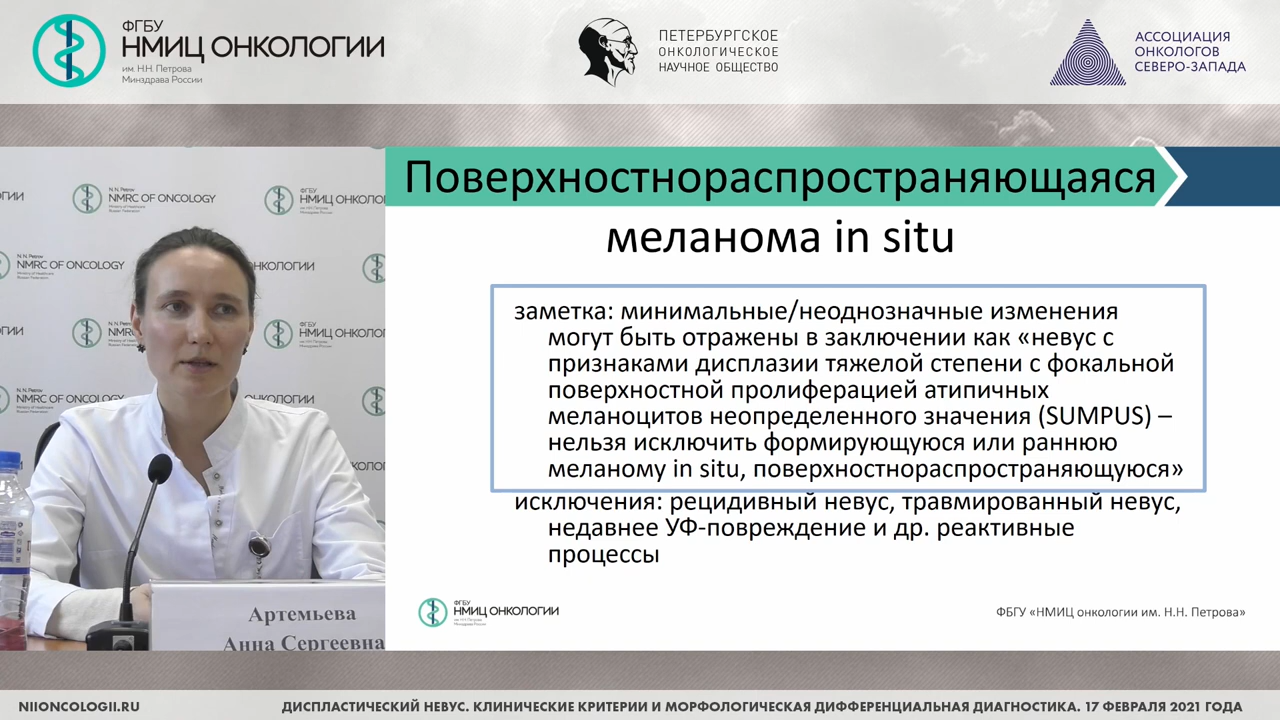 ФГБУ
НМИЦ ОНКОЛОГИИ
им. Н.Н. Петрова
Минздрава России
ПЕТЕРБУРГСКОЕ
ОНКОЛОГИЧЕСКОЕ
НАУЧНОЕ ОБЩЕСТВО
АССОЦИАЦИЯ
ОНКОЛОГОВ
СЕВЕРО-ЗАПАДА
N.N. Petrov
NMRC OF ONCOLOGY
NMRC OF ONCOLOGY
Артемьева
Анна Сергеевна
Поверхностнораспространяющаяся
меланома in situ
заметка: минимальные/неоднозначные изменения
могут быть отражены в заключении как «невус с
признаками дисплазии тяжелой степени с фокальной
поверхностной пролиферацией атипичных
меланоцитов неопределенного значения (SUMPUS) –
нельзя исключить формирующуюся или раннюю
меланому in situ, поверхностнораспространяющуюся»
исключения: рецидивный невус, травмированный невус,
недавнее УФ-повреждение и др. реактивные
процессы
ФГБУ
НМИЦ ОНКОЛОГИИ
ФБГУ «НМИЦ онкологии им. Н.Н. Петрова»
NIIONCOLOGII.RU
ДИСПЛАСТИЧЕСКИЙ НЕВУС. КЛИНИЧЕСКИЕ КРИТЕРИИ И МОРФОЛОГИЧЕСКАЯ ДИФФЕРЕНЦИАЛЬНАЯ ДИАГНОСТИКА. 17 ФЕВРАЛЯ 2021 ГОДА